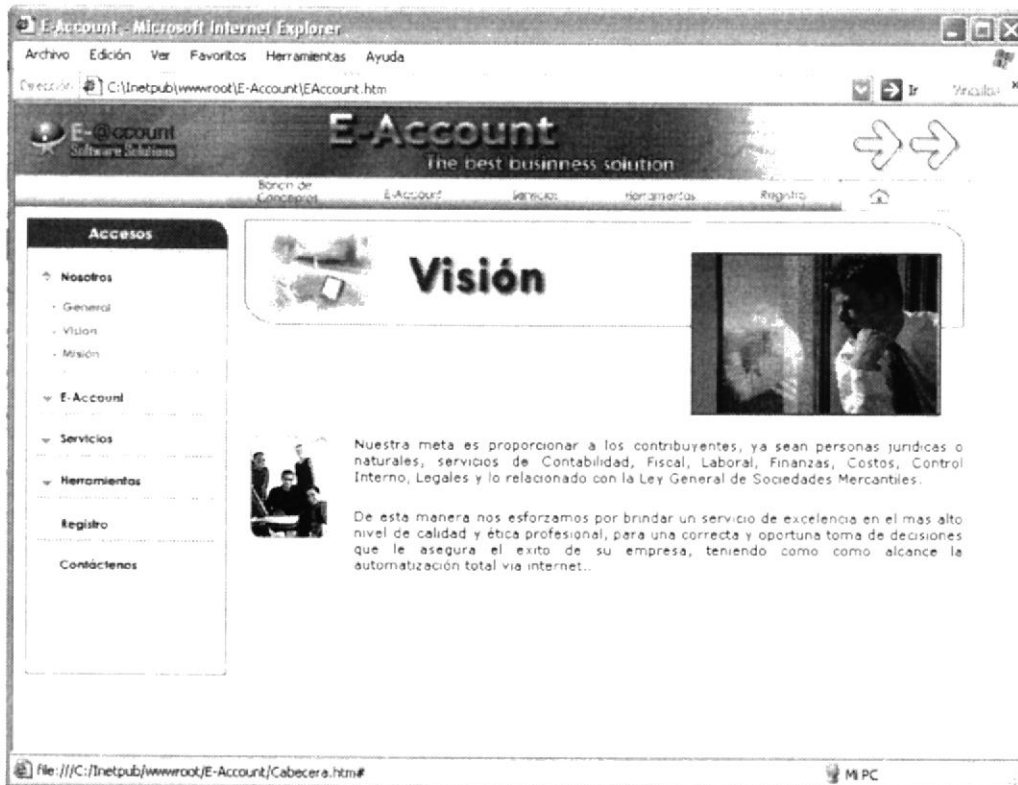 E-Account - Microsoft Internet Explorer
Archivo Edición Ver Favoritos Herramientas Ayuda
Dirección C:\Inetpub\wwwroot\E-Account\EAccount.htm Ir Vínculos »
E-@ccount
Software Solutions
E-Account
The best businness solution
Banco de
Conceptos E-Account Servicios Herramientas Registro
Accesos
Nosotros
General
Vision
Misión
E-Account
Servicios
Herramientas
Registro
Contáctenos
Visión
Nuestra meta es proporcionar a los contribuyentes, ya sean personas juridicas o
naturales, servicios de Contabilidad, Fiscal, Laboral, Finanzas, Costos, Control
Interno, Legales y lo relacionado con la Ley General de Sociedades Mercantiles.
De esta manera nos esforzamos por brindar un servicio de excelencia en el mas alto
nivel de calidad y ética profesional, para una correcta y oportuna toma de decisiones
que le asegura el exito de su empresa, teniendo como como alcance la
automatización total via internet..
file:///C:/Inetpub/wwwroot/E-Account/Cabecera.htm# Mi PC